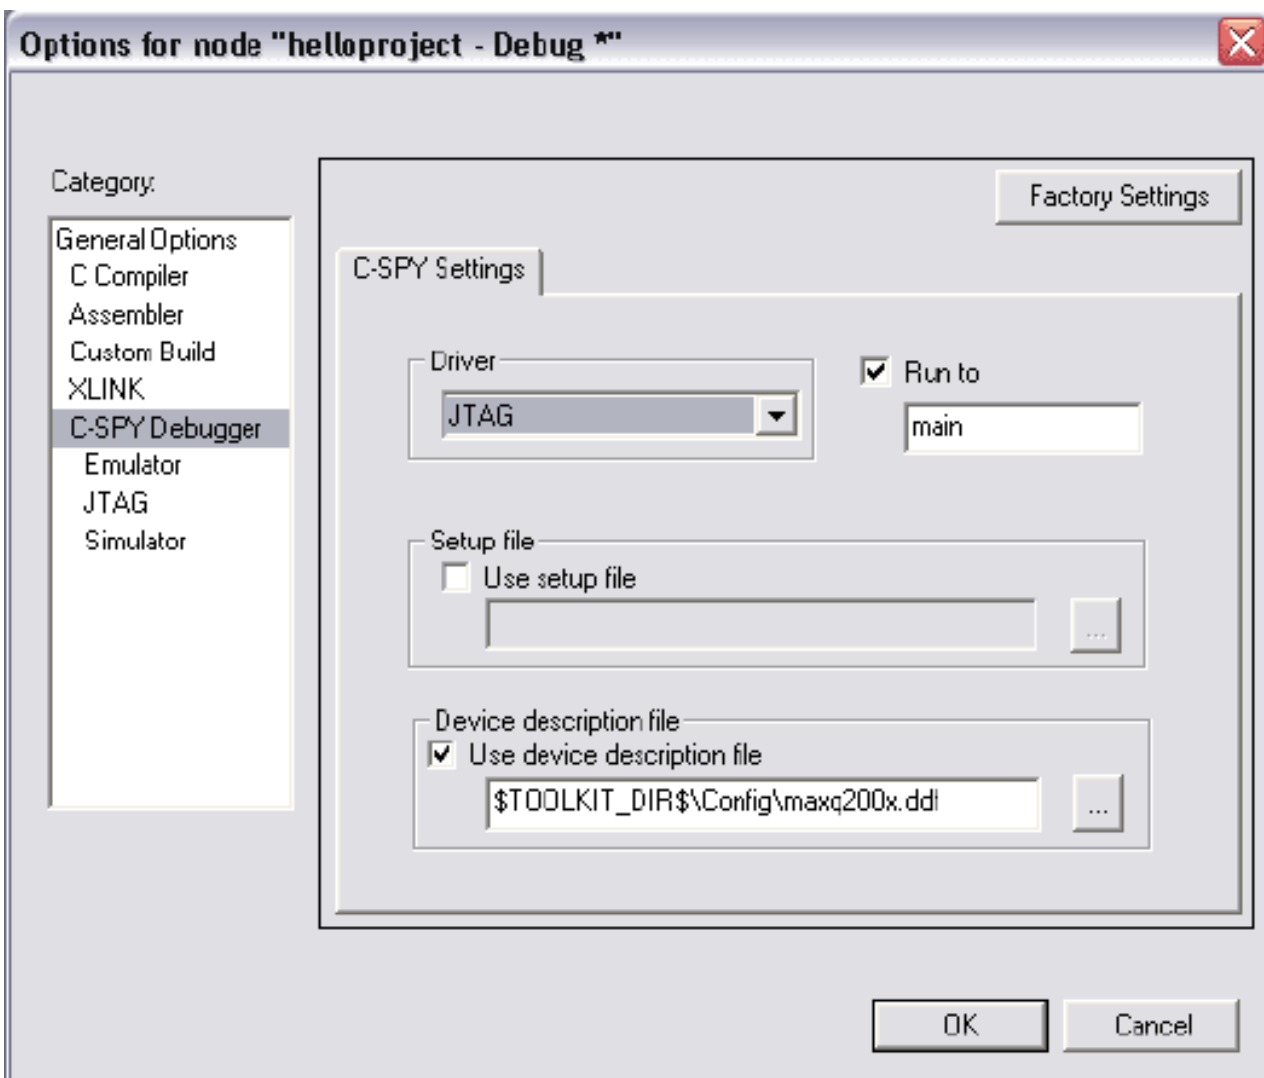 Options for node "helloproject - Debug *"
Category:
General Options
C Compiler
Assembler
Custom Build
XLINK
C-SPY Debugger
Emulator
JTAG
Simulator
Factory Settings
C-SPY Settings
Driver
JTAG
Run to
main
Setup file
Use setup file
...
Device description file
Use device description file
$TOOLKIT_DIR$\Config\maxq200x.ddf
...
OK
Cancel